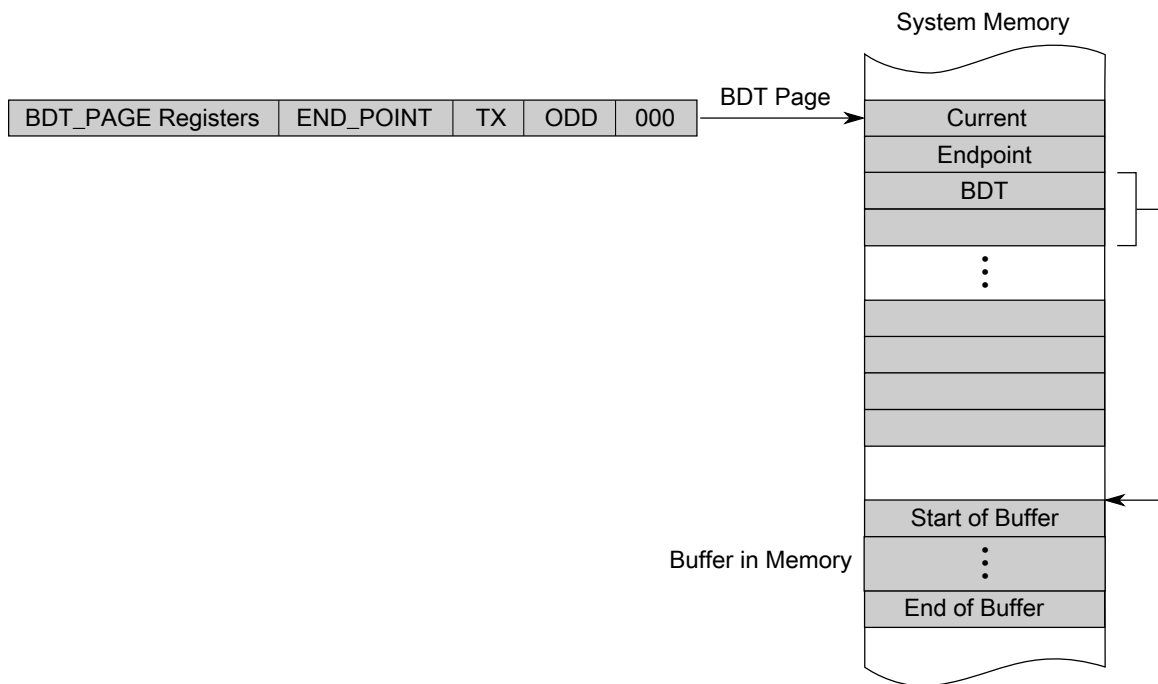 System Memory
BDT_PAGE Registers END_POINT TX ODD 000
BDT Page
Current
Endpoint
BDT
Start of Buffer
Buffer in Memory
End of Buffer